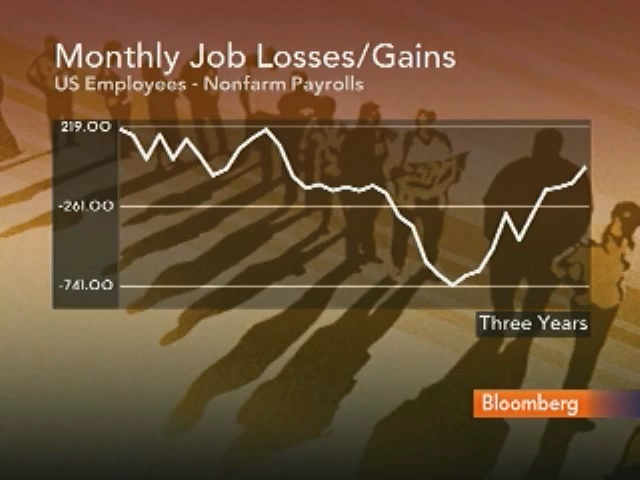 Monthly Job Losses/Gains
US Employees - Nonfarm Payrolls
219.00
-261.00
-741.00
Three Years
Bloomberg